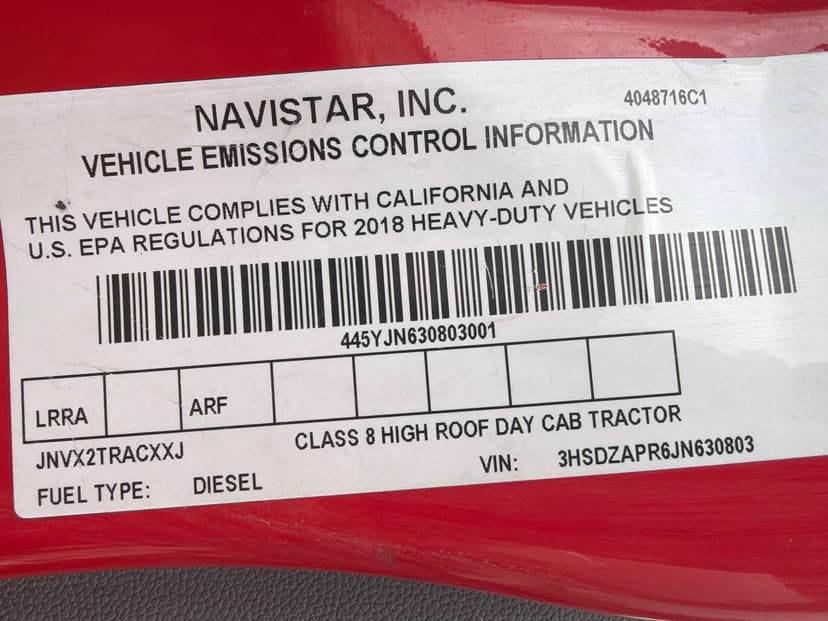 NAVISTAR, INC.
4048716C1
VEHICLE EMISSIONS CONTROL INFORMATION
THIS VEHICLE COMPLIES WITH CALIFORNIA AND
U.S. EPA REGULATIONS FOR 2018 HEAVY-DUTY VEHICLES
445YJN630803001
LRRA ARF
JNVX2TRACXXJ CLASS 8 HIGH ROOF DAY CAB TRACTOR
FUEL TYPE: DIESEL VIN: 3HSDZAPR6JN630803